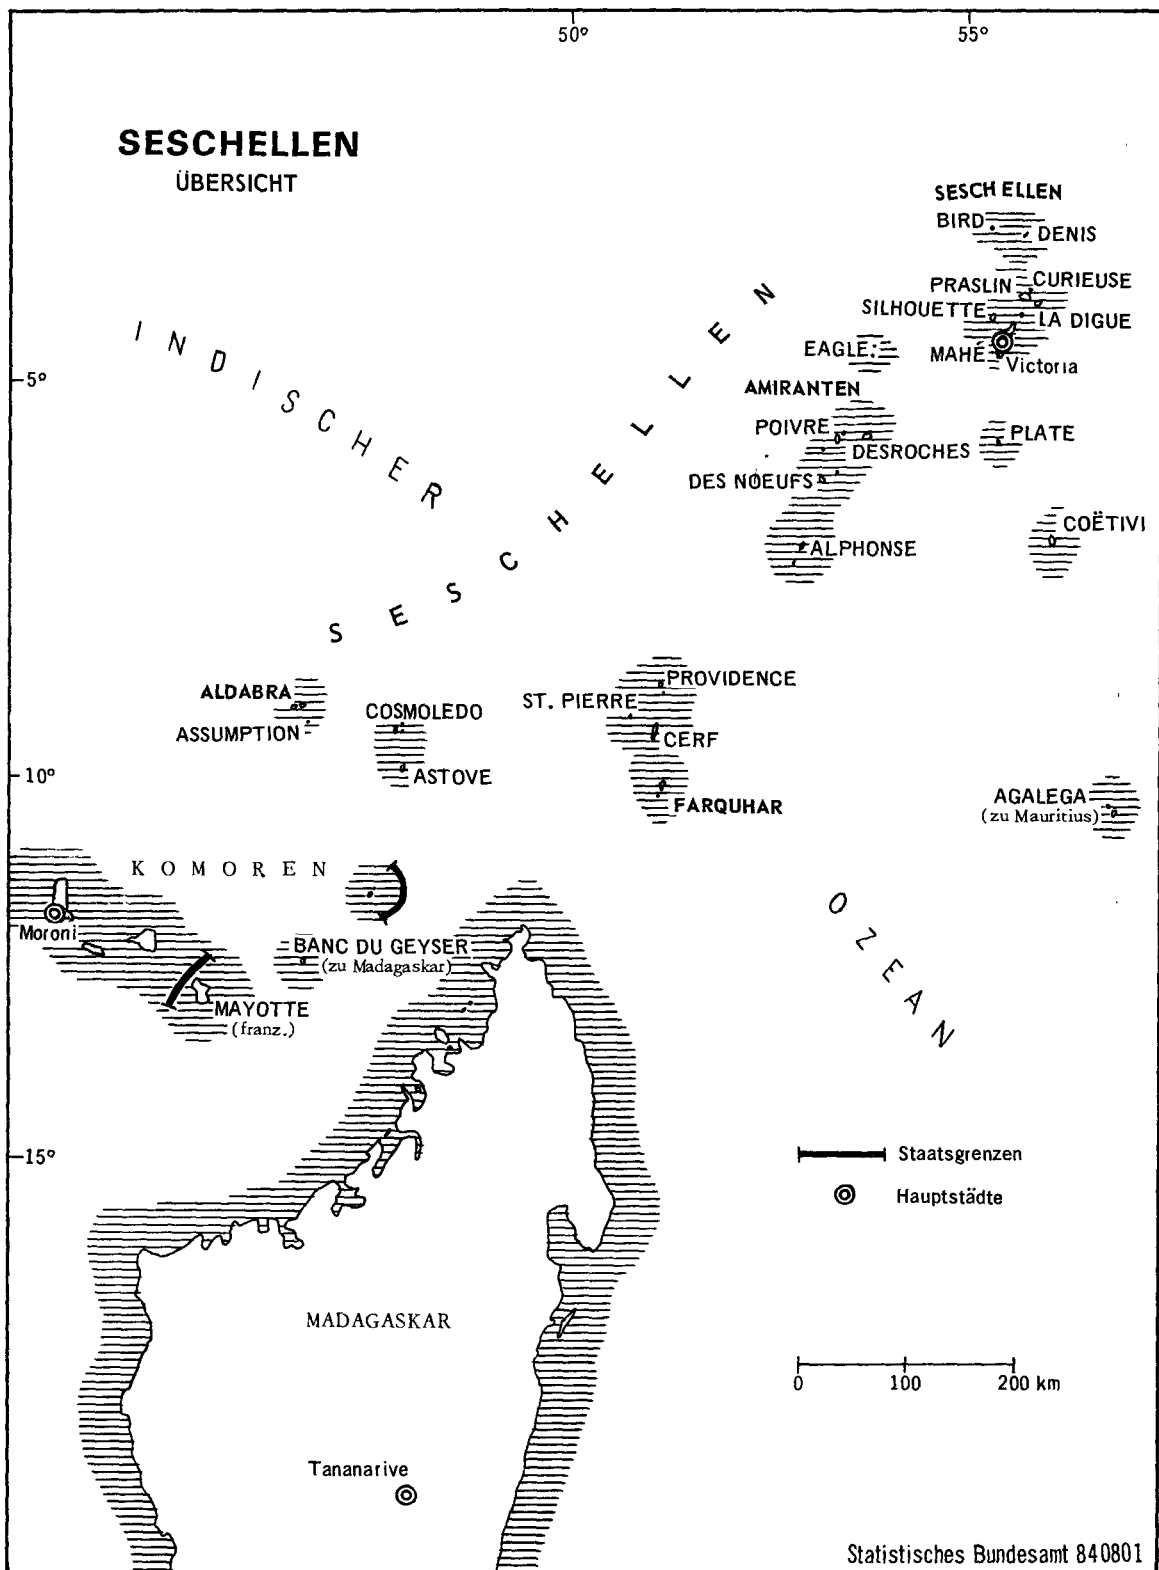 50°
55°
SESCHELLEN
ÜBERSICHT
SESCHELLEN
BIRD
DENIS
PRASLIN
CURIEUSE
SILHOUETTE
LA DIGUE
MAHÉ
Victoria
EAGLE
5°
AMIRANTEN
POIVRE
DESROCHES
PLATE
DES NOEUFS
COËTIVI
ALPHONSE
INDISCHER
SESCHELLEN
ALDABRA
ASSUMPTION
COSMOLEDO
ASTOVE
PROVIDENCE
ST. PIERRE
CERF
FARQUHAR
10°
AGALEGA
(zu Mauritius)
KOMOREN
Moroni
BANC DU GEYSER
(zu Madagaskar)
MAYOTTE
(franz.)
OZEAN
15°
Staatsgrenzen
Hauptstädte
MADAGASKAR
0 100 200 km
Tananarive
Statistisches Bundesamt 840801